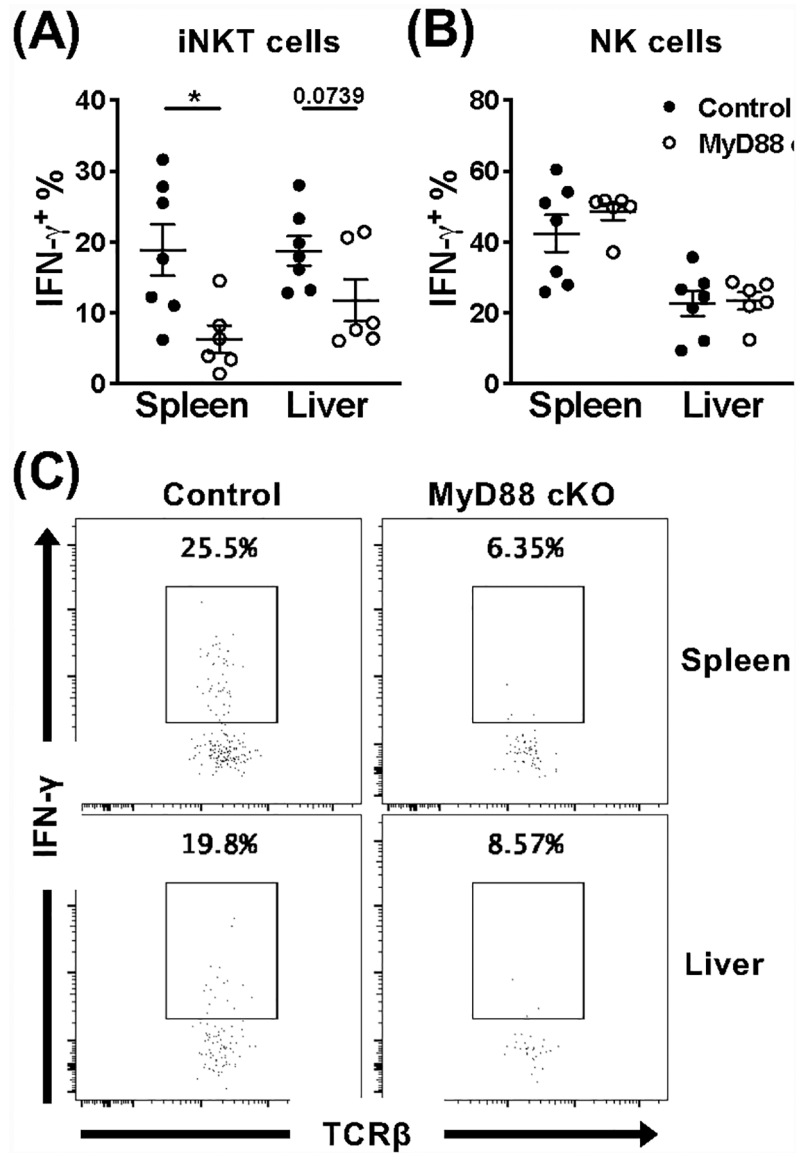 (A) iNKT cells
IFN-γ+ %
40
30
20
10
0
*
0.0739
Spleen Liver
(B) NK cells
IFN-γ+ %
80
60
40
20
0
Control
MyD88
Spleen Liver
(C)
Control MyD88 cKO
25.5% 6.35%
Spleen
19.8% 8.57%
Liver
IFN-γ
TCRβ